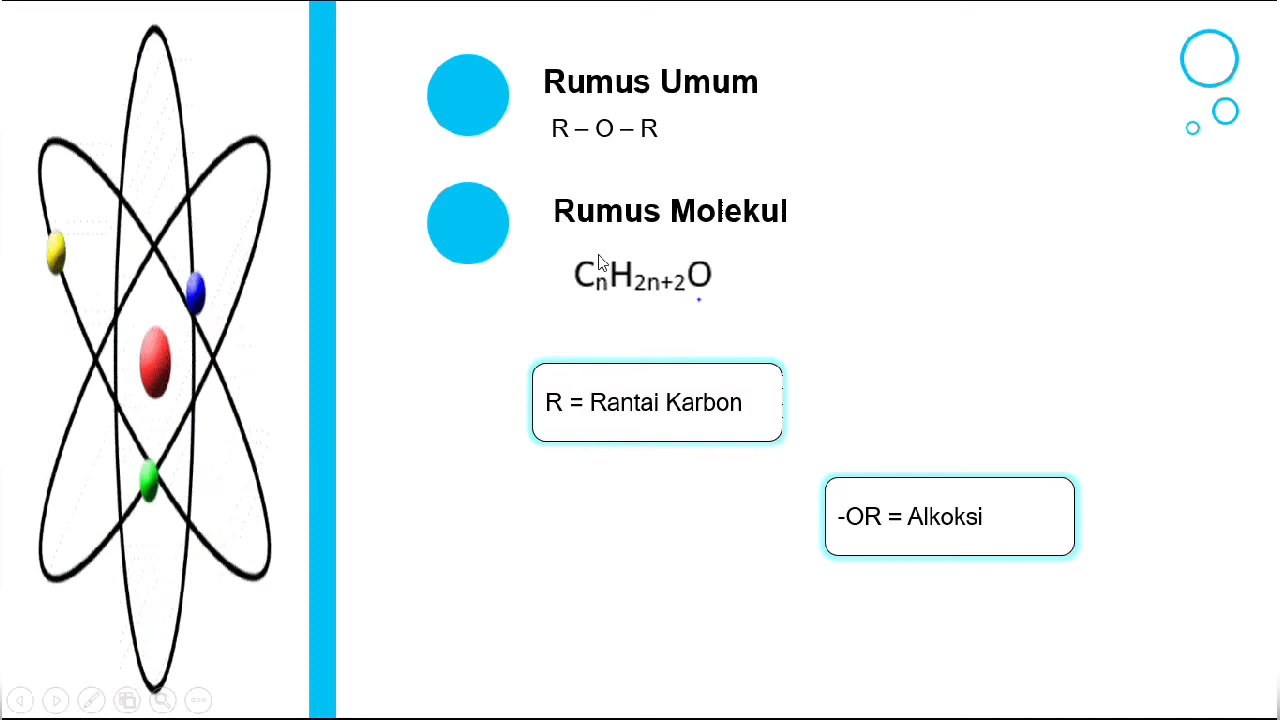 Rumus Umum
R – O – R
Rumus Molekul
CₙH₂ₙ₊₂O
R = Rantai Karbon
-OR = Alkoksi